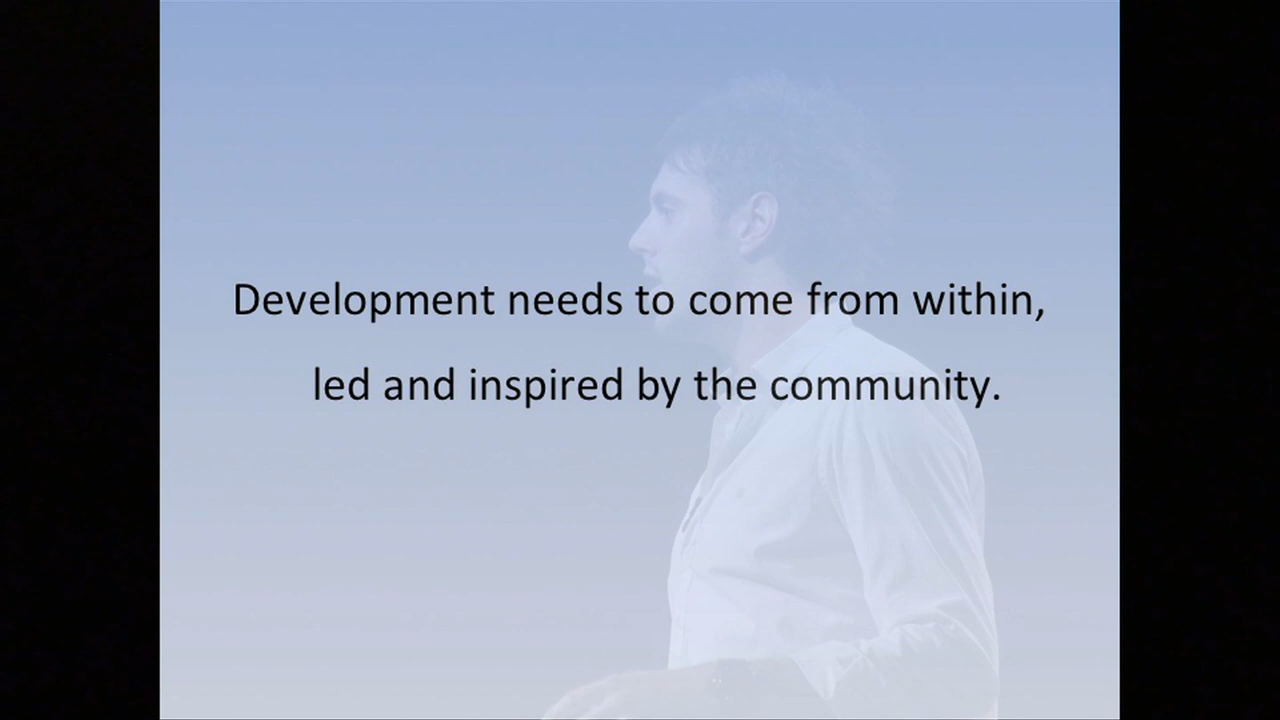 Development needs to come from within,
led and inspired by the community.